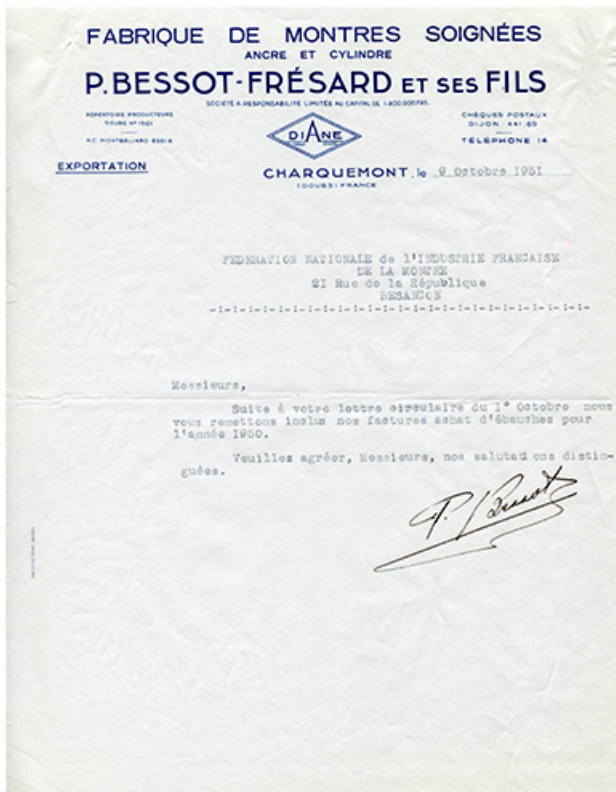 FABRIQUE DE MONTRES SOIGNÉES
ANCRE ET CYLINDRE
P. BESSOT-FRÉSARD ET SES FILS
SOCIÉTÉ A RESPONSABILITÉ LIMITÉE AU CAPITAL DE 1.800.000 FRS.
RÉPERTOIRE PRODUCTEURS
R.C. MONTBÉLIARD
CHÈQUES POSTAUX
DIJON: 441.65
TÉLÉPHONE 14
DIANE
EXPORTATION
CHARQUEMONT, le 9 Octobre 1951
(DOUBS) FRANCE
FEDERATION NATIONALE de l'INDUSTRIE FRANCAISE
DE LA MONTRE
21 Rue de la République
BESANCON
-:-:-:-:-:-:-:-:-:-:-:-:-:-:-:-:-:-:-:-:-:-:-:-
Messieurs,
Suite à votre lettre circulaire du I° Octobre nous
vous remettons inclus nos factures achat d'ébauches pour
l'année 1950.
Veuillez agréer, Messieurs, nos salutations distin-
guées.
P. Bessot